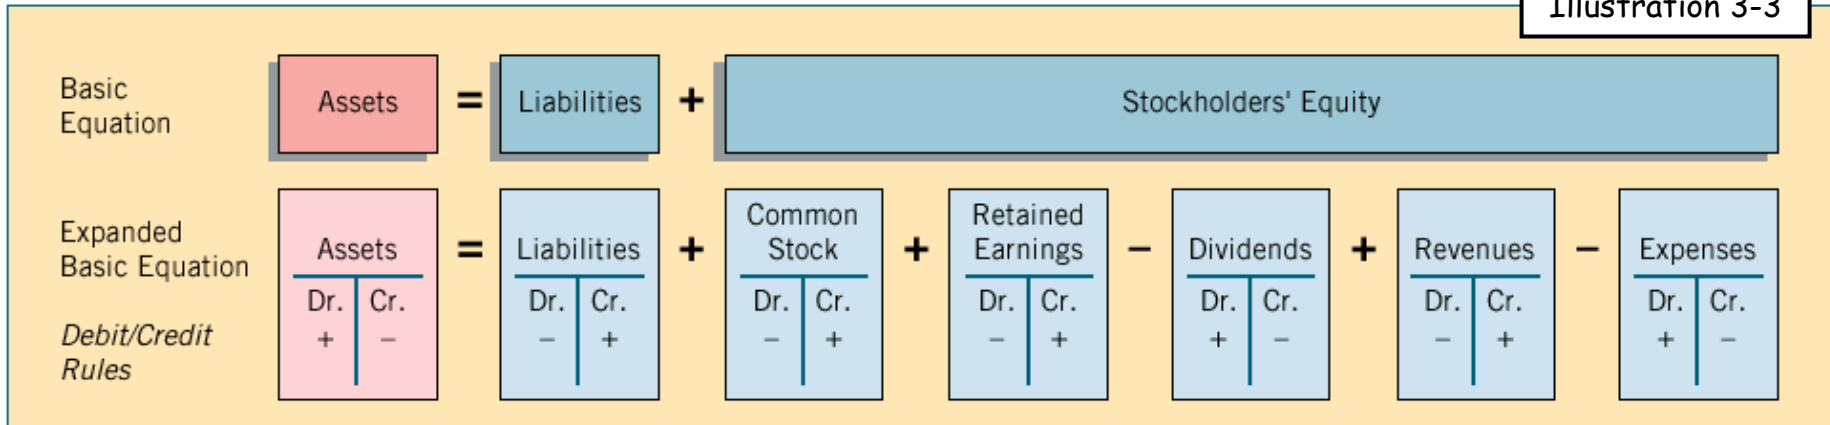 Illustration 3-3
Basic
Equation
Assets = Liabilities + Stockholders' Equity
Expanded
Basic Equation
Debit/Credit
Rules
Assets
Dr. Cr.
+ −
=
Liabilities
Dr. Cr.
− +
+
Common
Stock
Dr. Cr.
− +
+
Retained
Earnings
Dr. Cr.
− +
−
Dividends
Dr. Cr.
+ −
+
Revenues
Dr. Cr.
− +
−
Expenses
Dr. Cr.
+ −